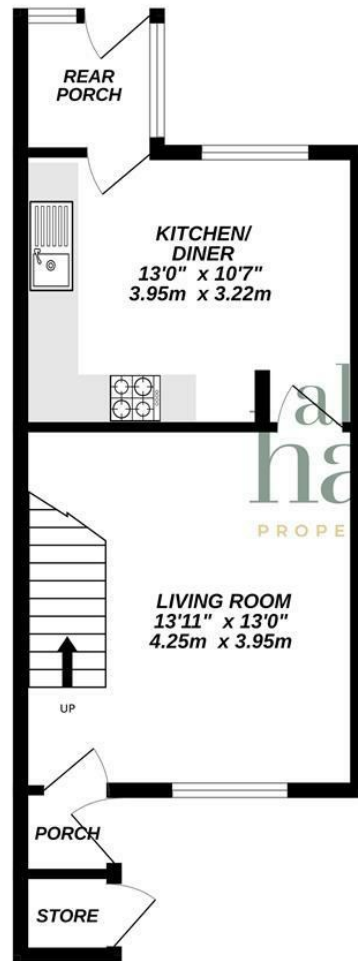 REAR
PORCH
KITCHEN/
DINER
13'0" x 10'7"
3.95m x 3.22m
LIVING ROOM
13'11" x 13'0"
4.25m x 3.95m
UP
PORCH
STORE